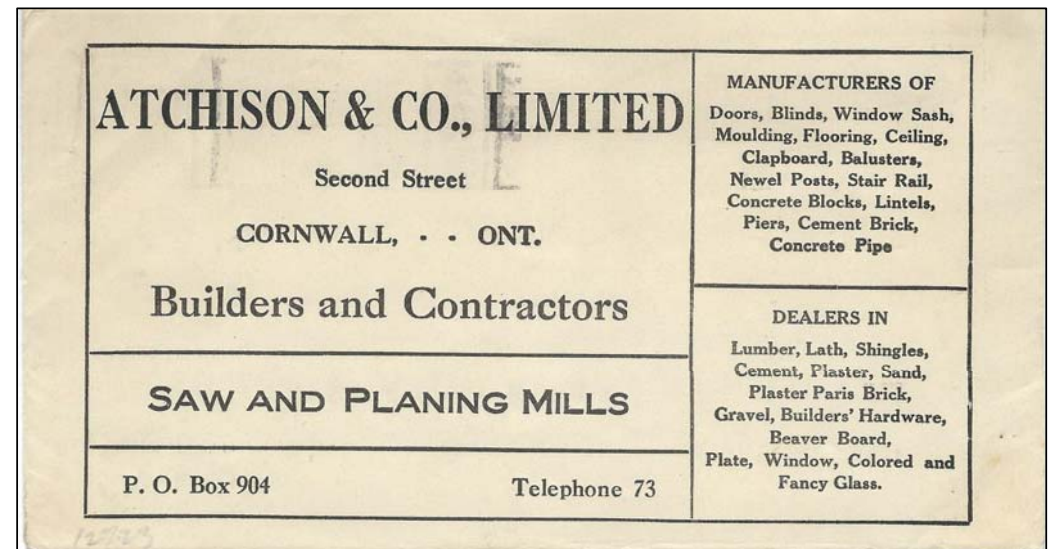 ATCHISON & CO., LIMITED
Second Street
CORNWALL, - - ONT.
Builders and Contractors
SAW AND PLANING MILLS
P. O. Box 904
Telephone 73
MANUFACTURERS OF
Doors, Blinds, Window Sash,
Moulding, Flooring, Ceiling,
Clapboard, Balusters,
Newel Posts, Stair Rail,
Concrete Blocks, Lintels,
Piers, Cement Brick,
Concrete Pipe
DEALERS IN
Lumber, Lath, Shingles,
Cement, Plaster, Sand,
Plaster Paris Brick,
Gravel, Builders' Hardware,
Beaver Board,
Plate, Window, Colored and
Fancy Glass.